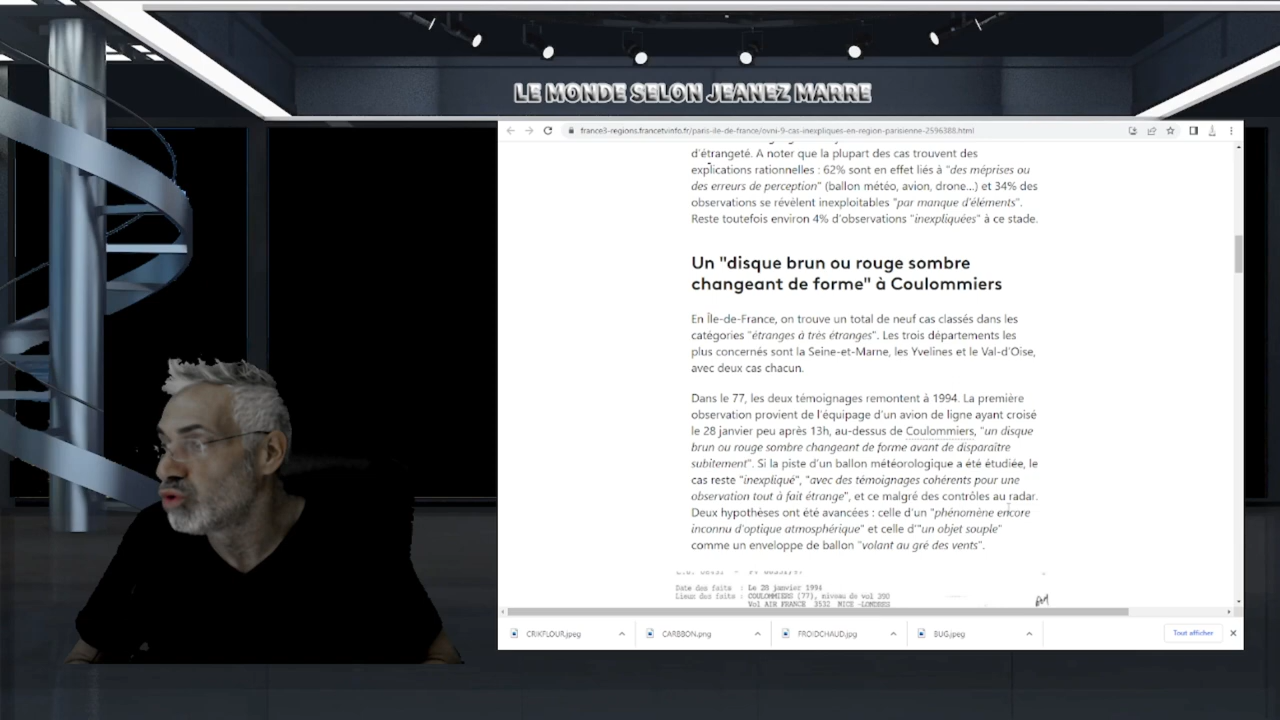 LE MONDE SELON JEANEZ MARRE
france3-regions.francetvinfo.fr/paris-ile-de-france/ovni-9-cas-inexpliques-en-region-parisienne-2596388.html
d'étrangeté. A noter que la plupart des cas trouvent des
explications rationnelles : 62% sont en effet liés à "des méprises ou
des erreurs de perception" (ballon météo, avion, drone...) et 34% des
observations se révèlent inexploitables "par manque d'éléments".
Reste toutefois environ 4% d'observations "inexpliquées" à ce stade.
Un "disque brun ou rouge sombre
changeant de forme" à Coulommiers
En Île-de-France, on trouve un total de neuf cas classés dans les
catégories "étranges à très étranges". Les trois départements les
plus concernés sont la Seine-et-Marne, les Yvelines et le Val-d'Oise,
avec deux cas chacun.
Dans le 77, les deux témoignages remontent à 1994. La première
observation provient de l'équipage d'un avion de ligne ayant croisé
le 28 janvier peu après 13h, au-dessus de Coulommiers, "un disque
brun ou rouge sombre changeant de forme avant de disparaître
subitement". Si la piste d'un ballon météorologique a été étudiée, le
cas reste "inexpliqué", "avec des témoignages cohérents pour une
observation tout à fait étrange", et ce malgré des contrôles au radar.
Deux hypothèses ont été avancées : celle d'un "phénomène encore
inconnu d'optique atmosphérique" et celle d'"un objet souple"
comme un enveloppe de ballon "volant au gré des vents".
Date des faits : Le 28 janvier 1994
Lieux des faits : COULOMMIERS (77), niveau de vol 390
Vol AIR FRANCE 3532 NICE -LONDRES
CRIKFLOUR.jpeg
CARBBON.png
FROIDCHAUD.jpg
BUG.jpeg
Tout afficher